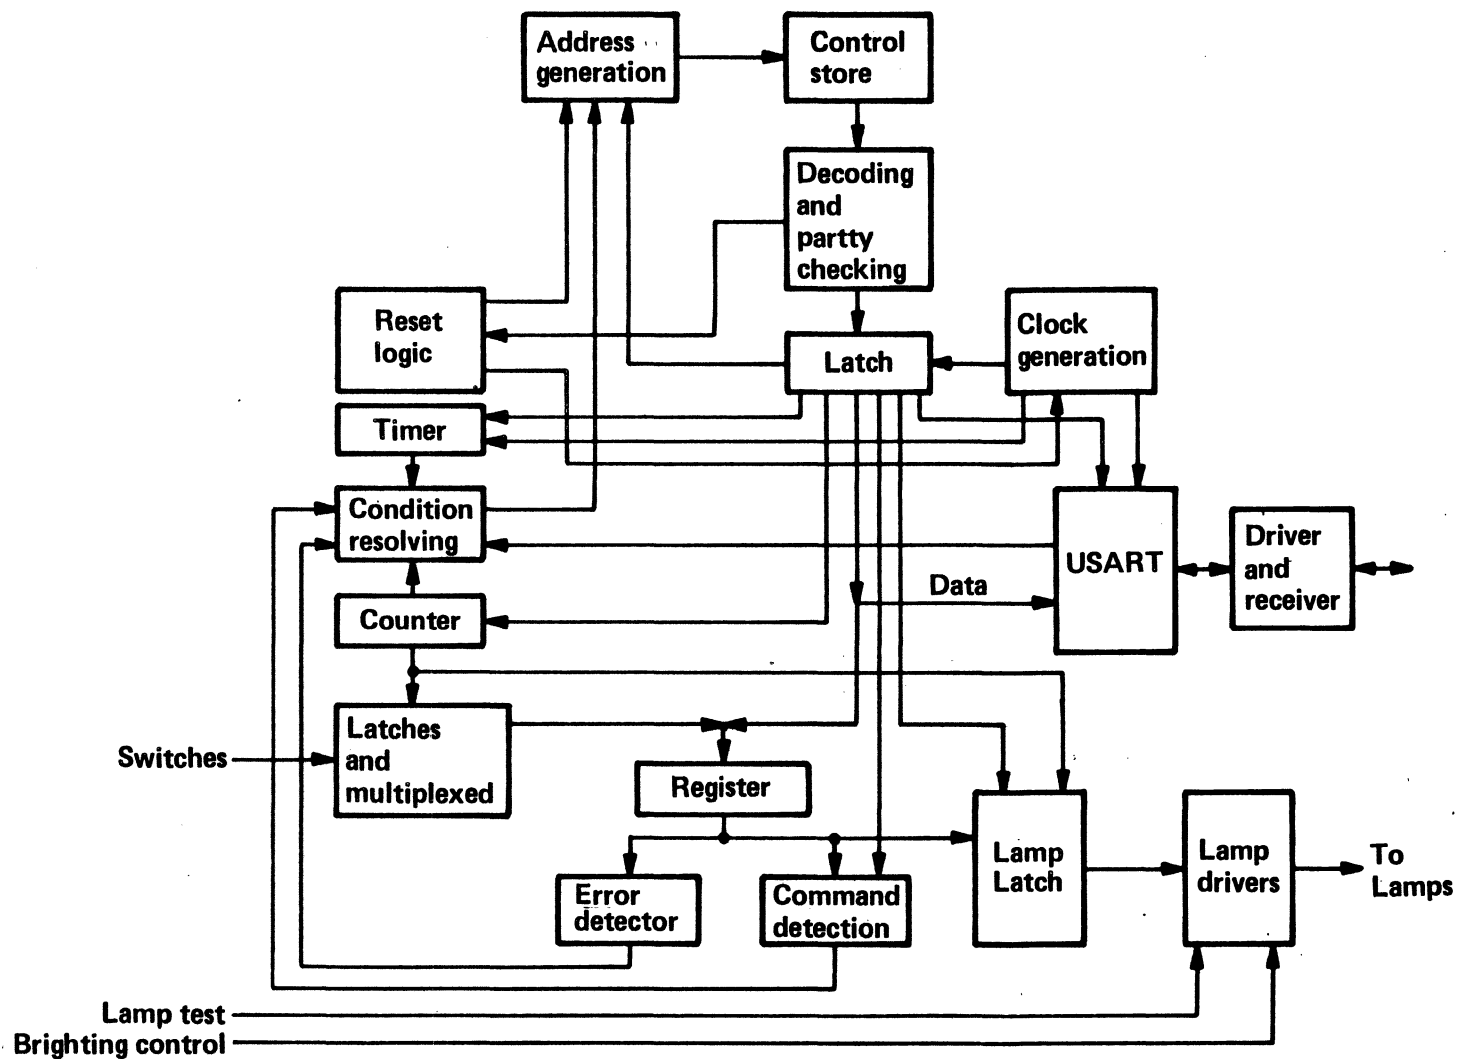 Address
generation
Control
store
Decoding
and
partty
checking
Reset
logic
Clock
generation
Latch
Timer
Condition
resolving
USART
Driver
and
receiver
Data
Counter
Latches
and
multiplexed
Switches
Register
Lamp
Latch
Lamp
drivers
To
Lamps
Error
detector
Command
detection
Lamp test
Brighting control